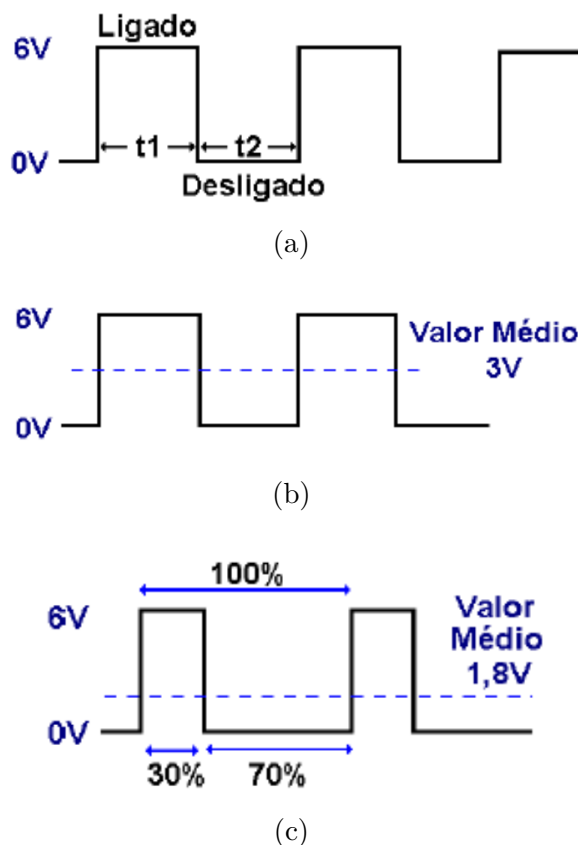 Ligado
6V
t1 t2
0V
Desligado
(a)
6V
Valor Médio
3V
0V
(b)
100%
6V
Valor
Médio
1,8V
0V
30% 70%
(c)